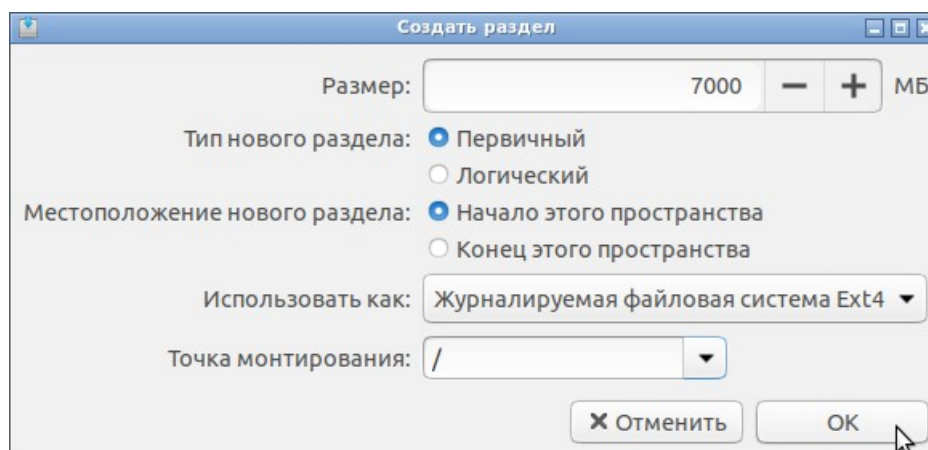 Создать раздел
Размер: 7000 МБ
Тип нового раздела: Первичный
Логический
Местоположение нового раздела: Начало этого пространства
Конец этого пространства
Использовать как: Журналируемая файловая система Ext4
Точка монтирования: /
Отменить OK